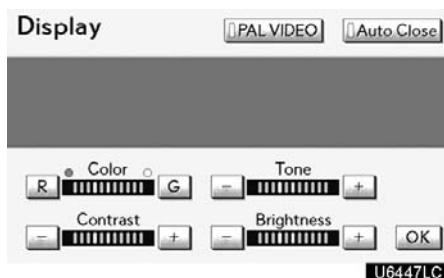 Display PAL VIDEO Auto Close
Color Tone
R G - +
Contrast Brightness
- + - + OK
U6447LC